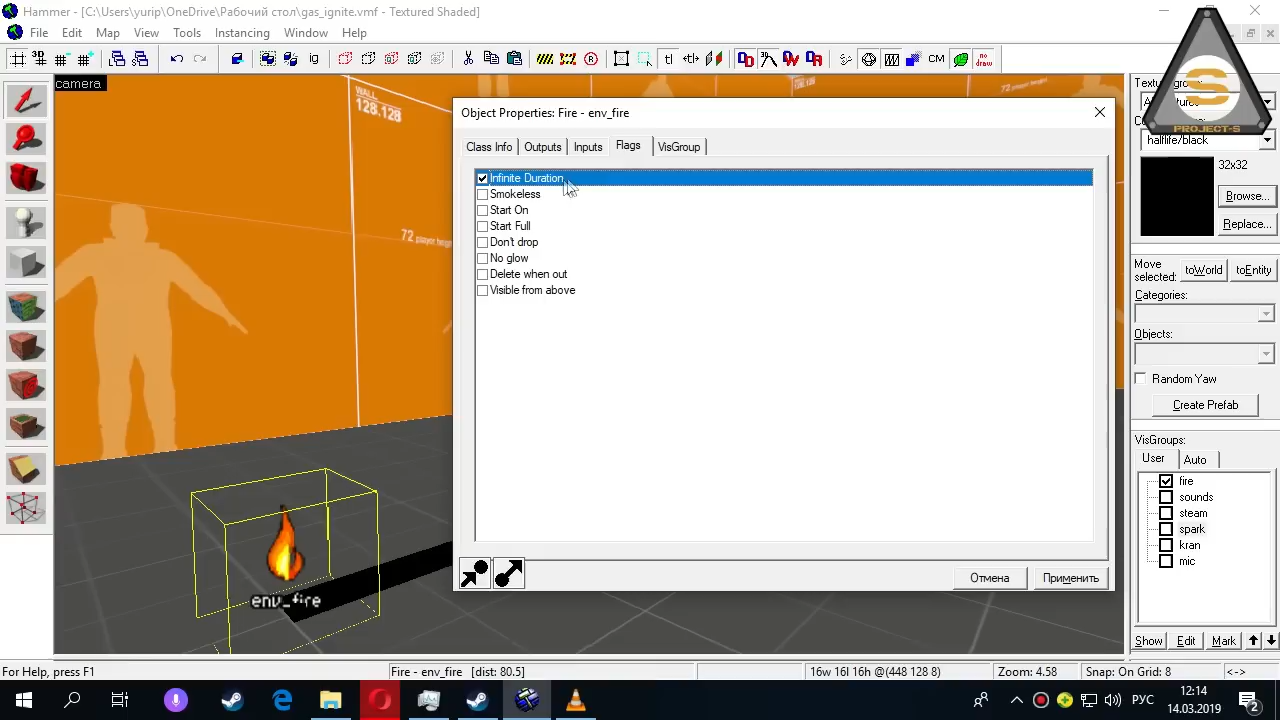 Hammer - [C:\Users\yurip\OneDrive\Рабочий стол\gas_ignite.vmf - Textured Shaded]
File Edit Map View Tools Instancing Window Help
camera
WALL
128.128
72 player height
Object Properties: Fire - env_fire
Class Info Outputs Inputs Flags VisGroup
Infinite Duration
Smokeless
Start On
Start Full
Don't drop
No glow
Delete when out
Visible from above
Отмена Применить
env_fire
PROJECT-S
halflife/black
32x32
Browse...
Replace...
Move selected:
toWorld toEntity
Categories:
Objects:
Random Yaw
Create Prefab
VisGroups:
User Auto
fire
sounds
steam
spark
kran
mic
Show Edit Mark
For Help, press F1
Fire - env_fire [dist: 80.5]
16w 16l 16h @(448 128 8)
Zoom: 4.58
Snap: On Grid: 8
<->
РУС
12:14
14.03.2019
2